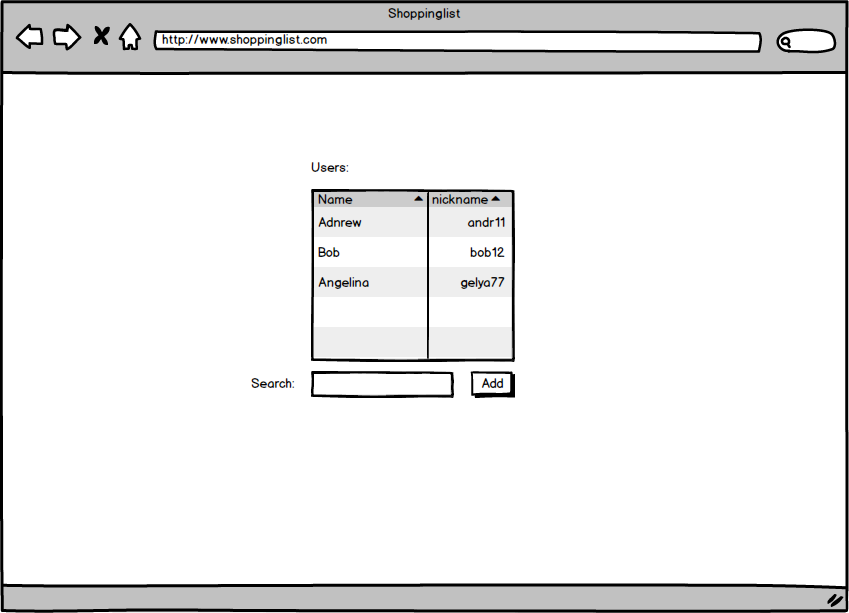 Shoppinglist
http://www.shoppinglist.com
Users:
Name nickname
Adnrew andr11
Bob bob12
Angelina gelya77
Search: Add